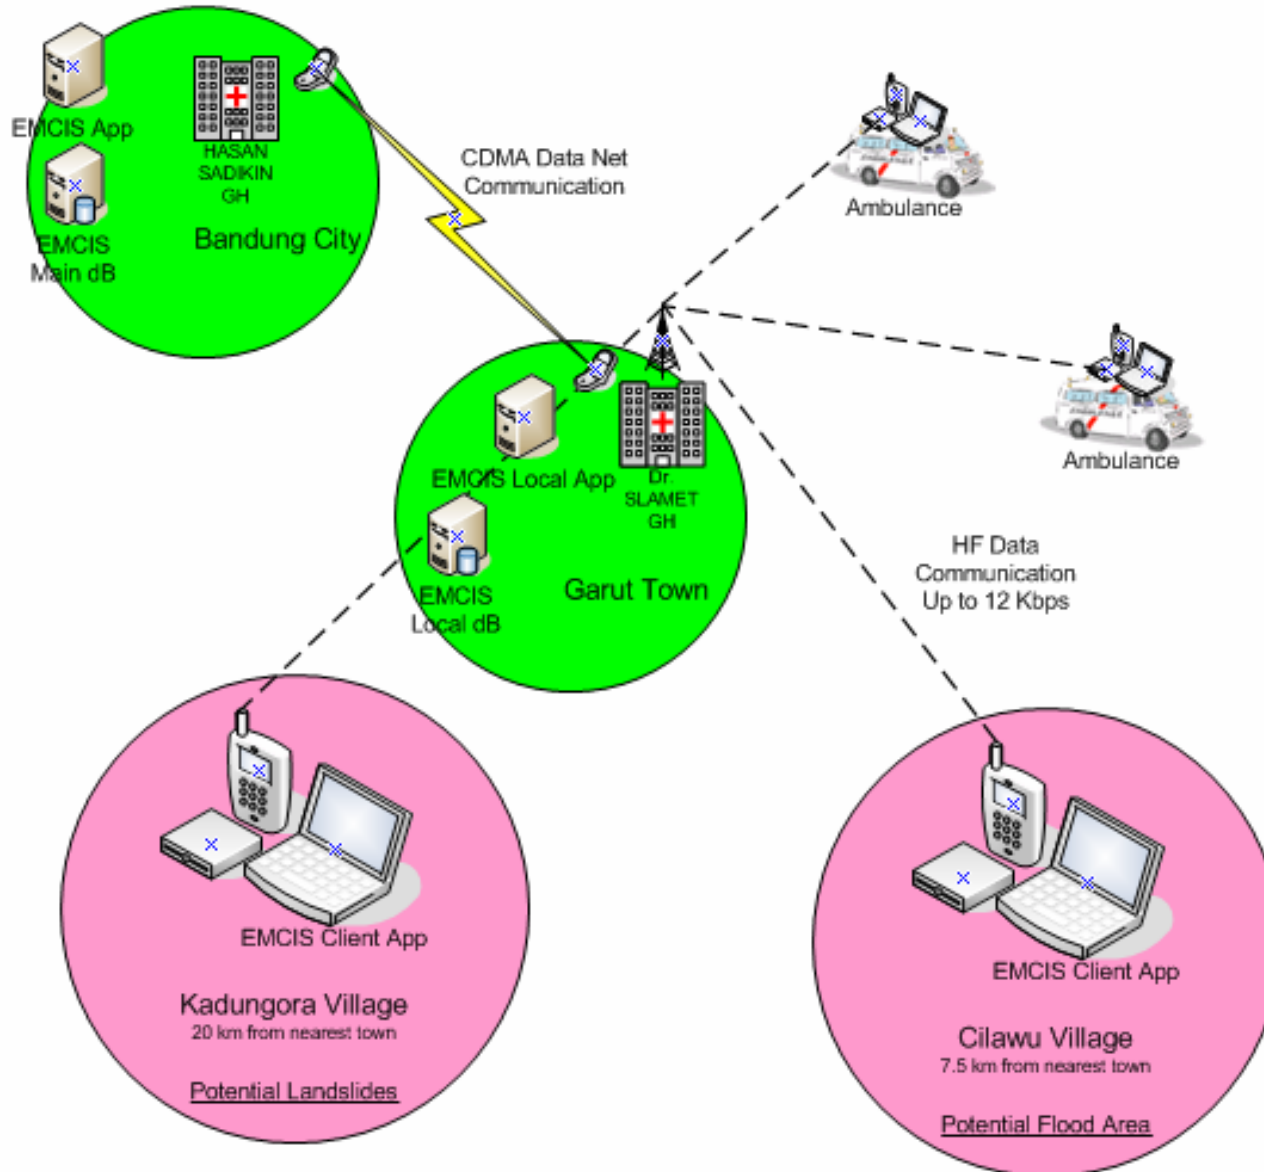 EMCIS App
HASAN
SADIKIN
GH
EMCIS
Main dB
Bandung City
CDMA Data Net
Communication
Ambulance
Ambulance
EMCIS Local App
Dr.
SLAMET
GH
EMCIS
Local dB
Garut Town
HF Data
Communication
Up to 12 Kbps
EMCIS Client App
Kadungora Village
20 km from nearest town
Potential Landslides
EMCIS Client App
Cilawu Village
7.5 km from nearest town
Potential Flood Area